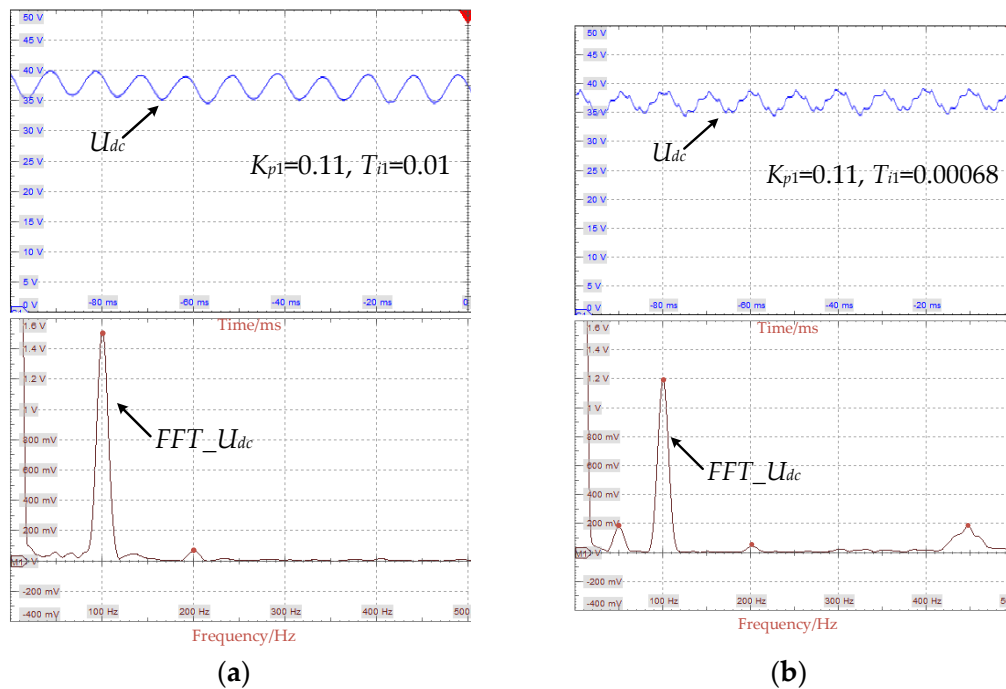 50 V
45 V
40 V
35 V
30 V
25 V
20 V
15 V
10 V
5 V
0 V
Udc
Kp1=0.11, Ti1=0.01
-80 ms
-60 ms
-40 ms
-20 ms
0
Time/ms
1.6 V
1.4 V
1.2 V
1 V
800 mV
600 mV
400 mV
200 mV
0 V
-200 mV
-400 mV
FFT_Udc
100 Hz
200 Hz
300 Hz
400 Hz
500
Frequency/Hz
(a)
50 V
45 V
40 V
35 V
30 V
25 V
20 V
15 V
10 V
5 V
0 V
Udc
Kp1=0.11, Ti1=0.00068
-80 ms
-60 ms
-40 ms
-20 ms
Time/ms
1.6 V
1.4 V
1.2 V
1 V
800 mV
600 mV
400 mV
200 mV
0 V
-200 mV
-400 mV
FFT_Udc
100 Hz
200 Hz
300 Hz
400 Hz
Frequency/Hz
(b)